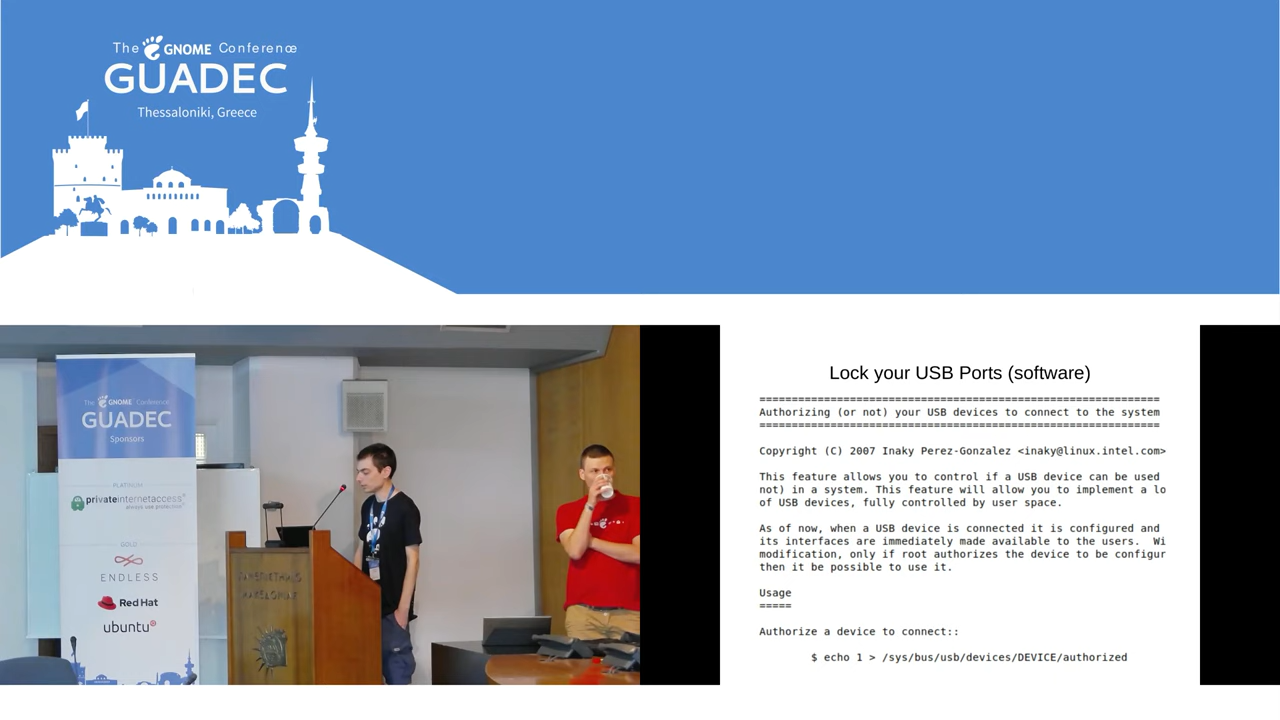 The GNOME Conference
GUADEC
Thessaloniki, Greece
The GNOME Conference
GUADEC
Sponsors
PLATINUM
privateinternetaccess®
always use protection®
GOLD
ENDLESS
Red Hat
ubuntu®
Lock your USB Ports (software)
==============================================================
Authorizing (or not) your USB devices to connect to the system
==============================================================
Copyright (C) 2007 Inaky Perez-Gonzalez <inaky@linux.intel.com>
This feature allows you to control if a USB device can be used
not) in a system. This feature will allow you to implement a lo
of USB devices, fully controlled by user space.
As of now, when a USB device is connected it is configured and
its interfaces are immediately made available to the users. Wi
modification, only if root authorizes the device to be configur
then it be possible to use it.
Usage
=====
Authorize a device to connect::
$ echo 1 > /sys/bus/usb/devices/DEVICE/authorized